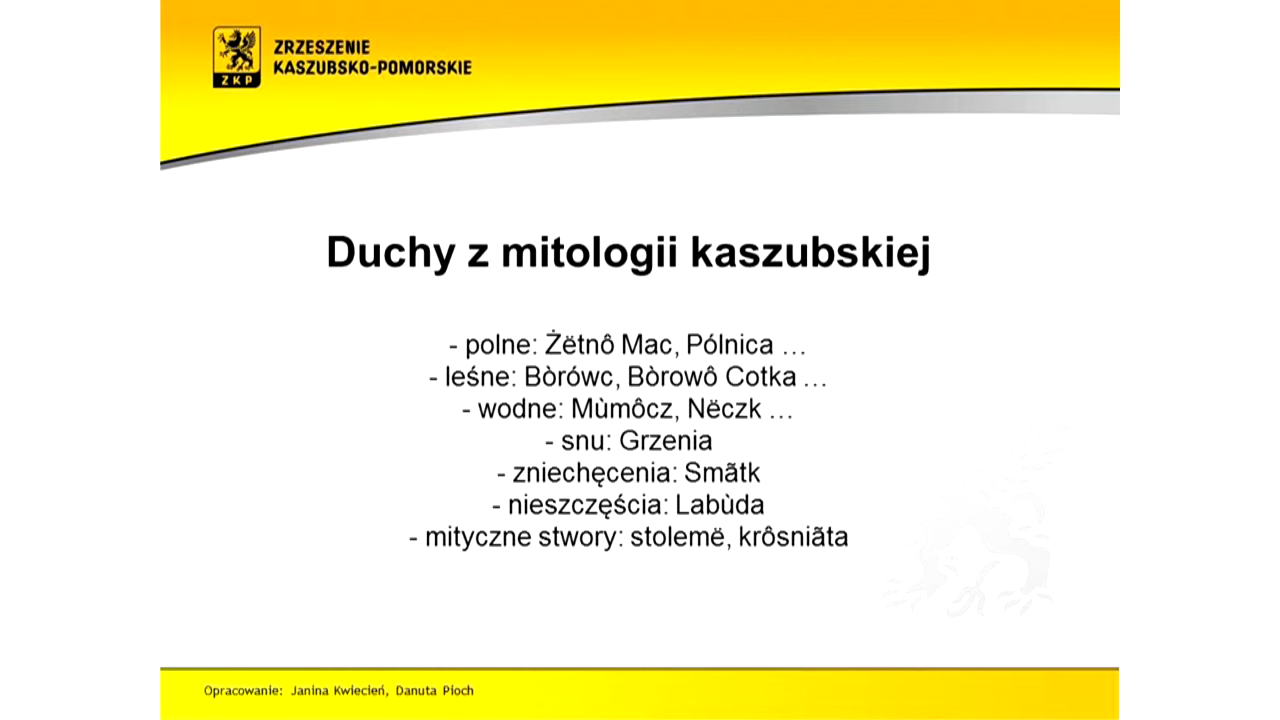 ZKP
ZRZESZENIE
KASZUBSKO-POMORSKIE
Duchy z mitologii kaszubskiej
- polne: Żëtnô Mac, Pólnica …
- leśne: Bòrówc, Bòrowô Cotka …
- wodne: Mùmôcz, Nëczk …
- snu: Grzenia
- zniechęcenia: Smãtk
- nieszczęścia: Labùda
- mityczne stwory: stolemë, krôsniãta
Opracowanie: Janina Kwiecień, Danuta Pioch